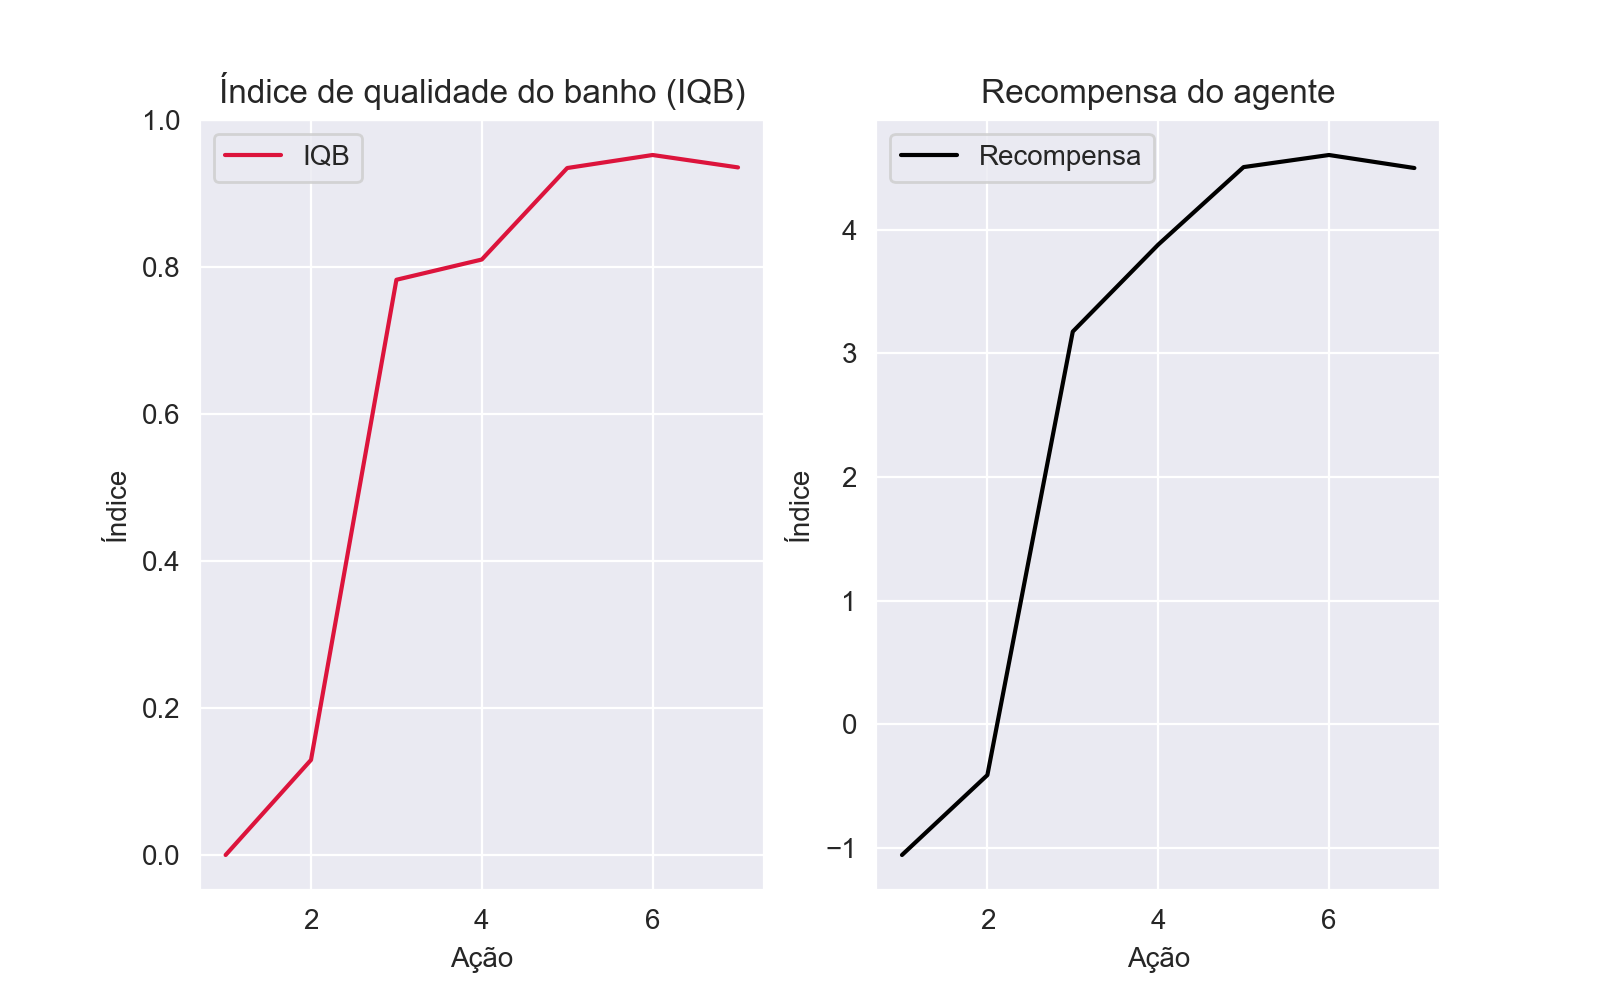 Índice de qualidade do banho (IQB)
IQB
1.0
0.8
0.6
0.4
0.2
0.0
Índice
2 4 6
Ação
Recompensa do agente
Recompensa
4
3
2
1
0
−1
Índice
2 4 6
Ação